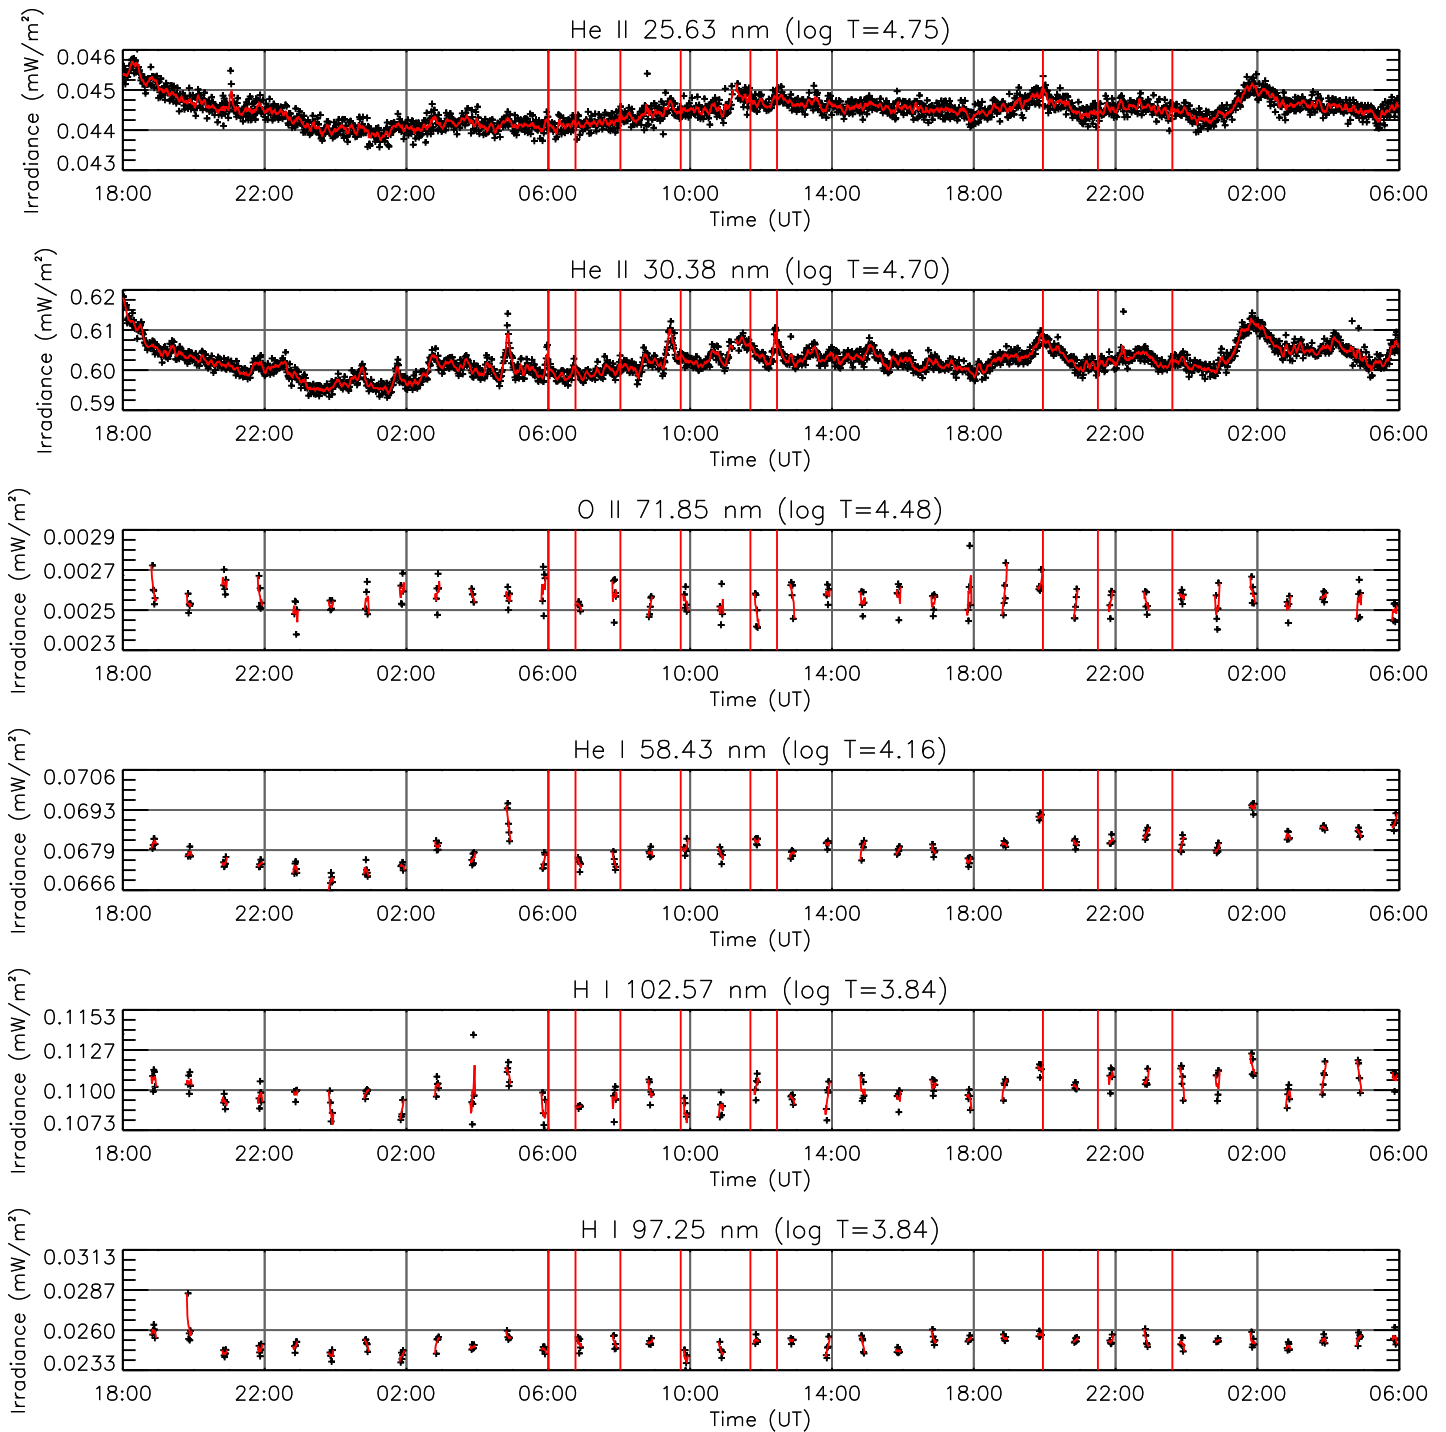 He II 25.63 nm (log T=4.75)
Irradiance (mW/m²)
0.046
0.045
0.044
0.043
18:00 22:00 02:00 06:00 10:00 14:00 18:00 22:00 02:00 06:00
Time (UT)
He II 30.38 nm (log T=4.70)
Irradiance (mW/m²)
0.62
0.61
0.60
0.59
18:00 22:00 02:00 06:00 10:00 14:00 18:00 22:00 02:00 06:00
Time (UT)
O II 71.85 nm (log T=4.48)
Irradiance (mW/m²)
0.0029
0.0027
0.0025
0.0023
18:00 22:00 02:00 06:00 10:00 14:00 18:00 22:00 02:00 06:00
Time (UT)
He I 58.43 nm (log T=4.16)
Irradiance (mW/m²)
0.0706
0.0693
0.0679
0.0666
18:00 22:00 02:00 06:00 10:00 14:00 18:00 22:00 02:00 06:00
Time (UT)
H I 102.57 nm (log T=3.84)
Irradiance (mW/m²)
0.1153
0.1127
0.1100
0.1073
18:00 22:00 02:00 06:00 10:00 14:00 18:00 22:00 02:00 06:00
Time (UT)
H I 97.25 nm (log T=3.84)
Irradiance (mW/m²)
0.0313
0.0287
0.0260
0.0233
18:00 22:00 02:00 06:00 10:00 14:00 18:00 22:00 02:00 06:00
Time (UT)